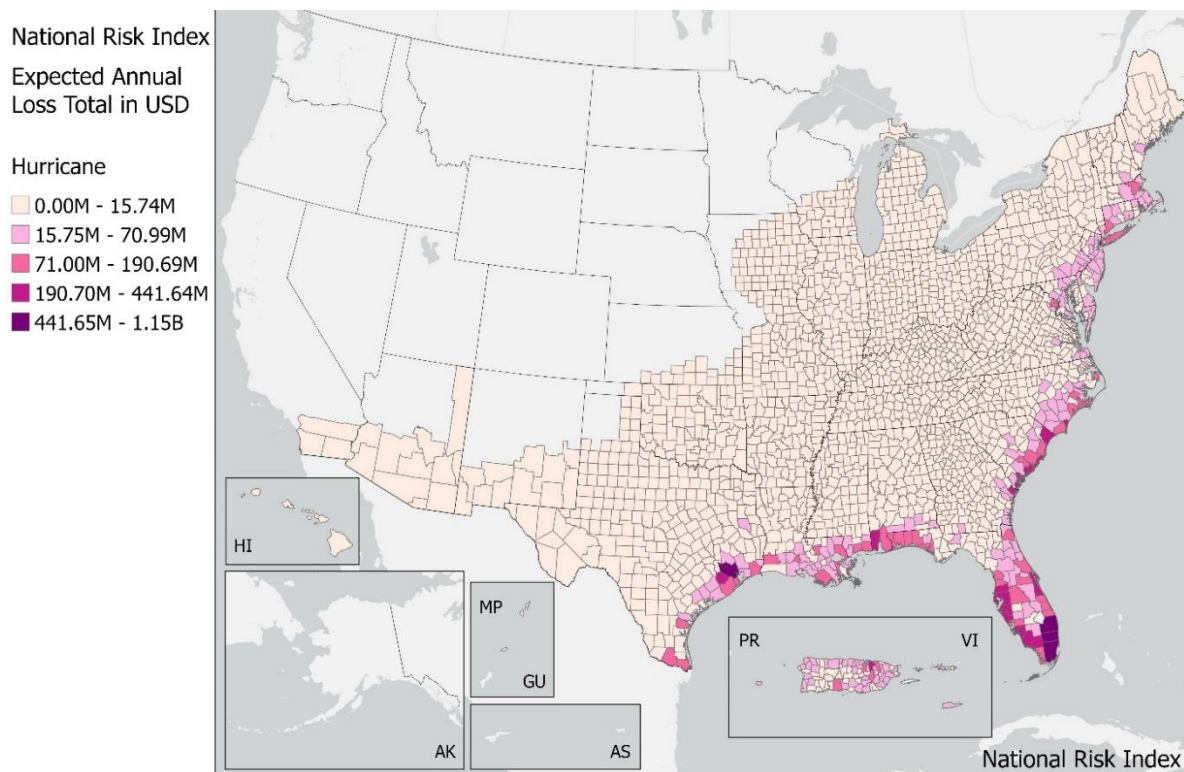 National Risk Index
Expected Annual
Loss Total in USD
Hurricane
0.00M - 15.74M
15.75M - 70.99M
71.00M - 190.69M
190.70M - 441.64M
441.65M - 1.15B
HI
AK
MP
GU
AS
PR
VI
National Risk Index